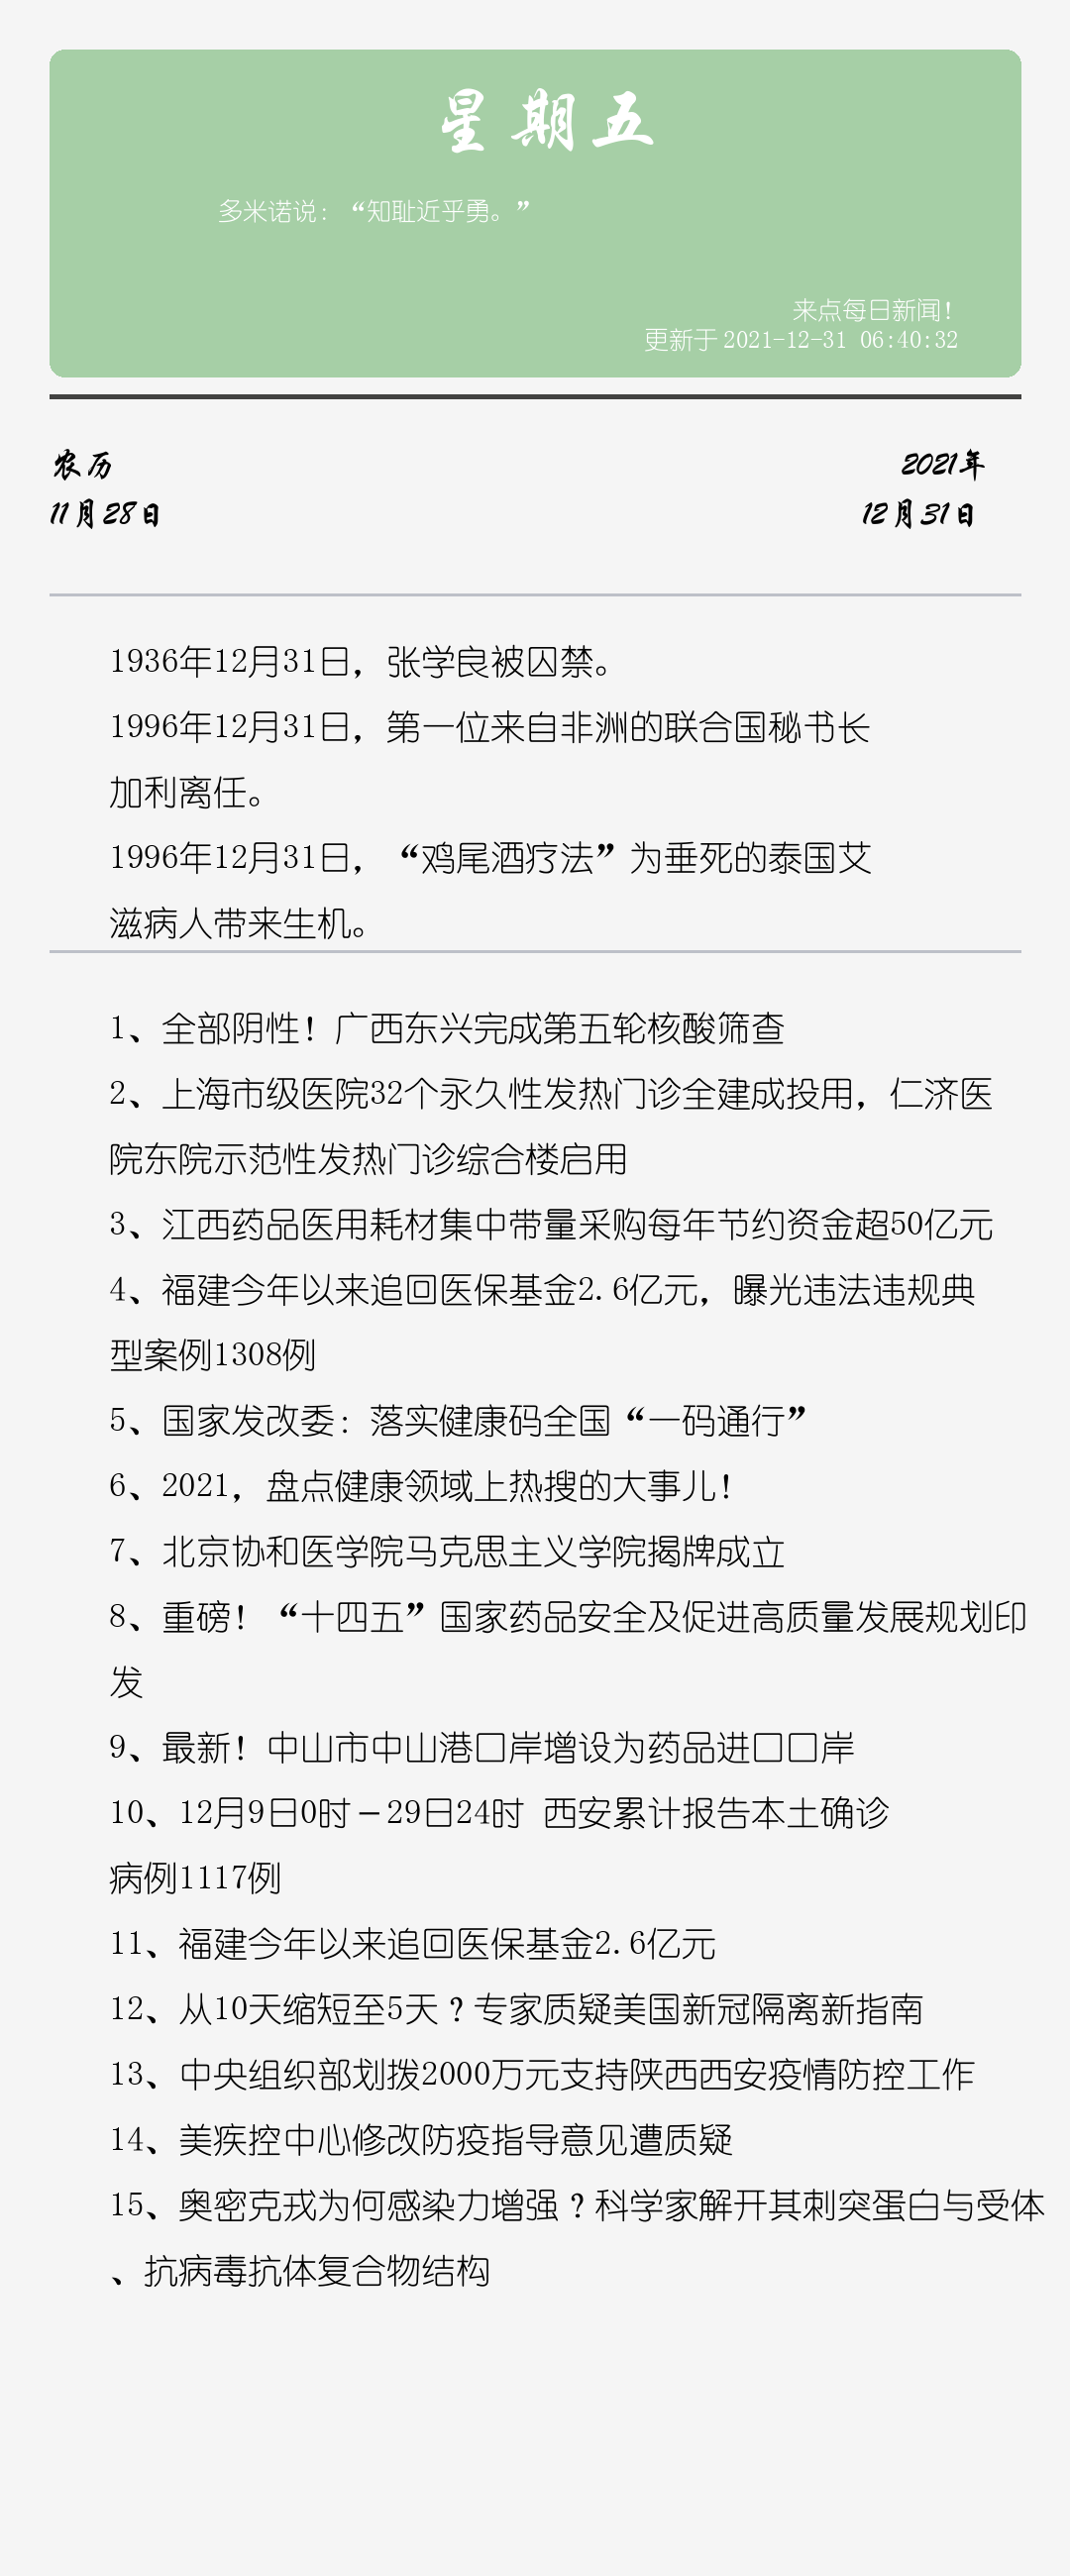 星期五
多米诺说：“知耻近乎勇。”
来点每日新闻！
更新于 2021-12-31 06:40:32
农历
2021年
11月28日
12月31日
1936年12月31日，张学良被囚禁。
1996年12月31日，第一位来自非洲的联合国秘书长
加利离任。
1996年12月31日，“鸡尾酒疗法”为垂死的泰国艾
滋病人带来生机。
1、全部阴性！广西东兴完成第五轮核酸筛查
2、上海市级医院32个永久性发热门诊全建成投用，仁济医
院东院示范性发热门诊综合楼启用
3、江西药品医用耗材集中带量采购每年节约资金超50亿元
4、福建今年以来追回医保基金2.6亿元，曝光违法违规典
型案例1308例
5、国家发改委：落实健康码全国“一码通行”
6、2021，盘点健康领域上热搜的大事儿！
7、北京协和医学院马克思主义学院揭牌成立
8、重磅！“十四五”国家药品安全及促进高质量发展规划印
发
9、最新！中山市中山港口岸增设为药品进口口岸
10、12月9日0时－29日24时 西安累计报告本土确诊
病例1117例
11、福建今年以来追回医保基金2.6亿元
12、从10天缩短至5天？专家质疑美国新冠隔离新指南
13、中央组织部划拨2000万元支持陕西西安疫情防控工作
14、美疾控中心修改防疫指导意见遭质疑
15、奥密克戎为何感染力增强？科学家解开其刺突蛋白与受体
、抗病毒抗体复合物结构